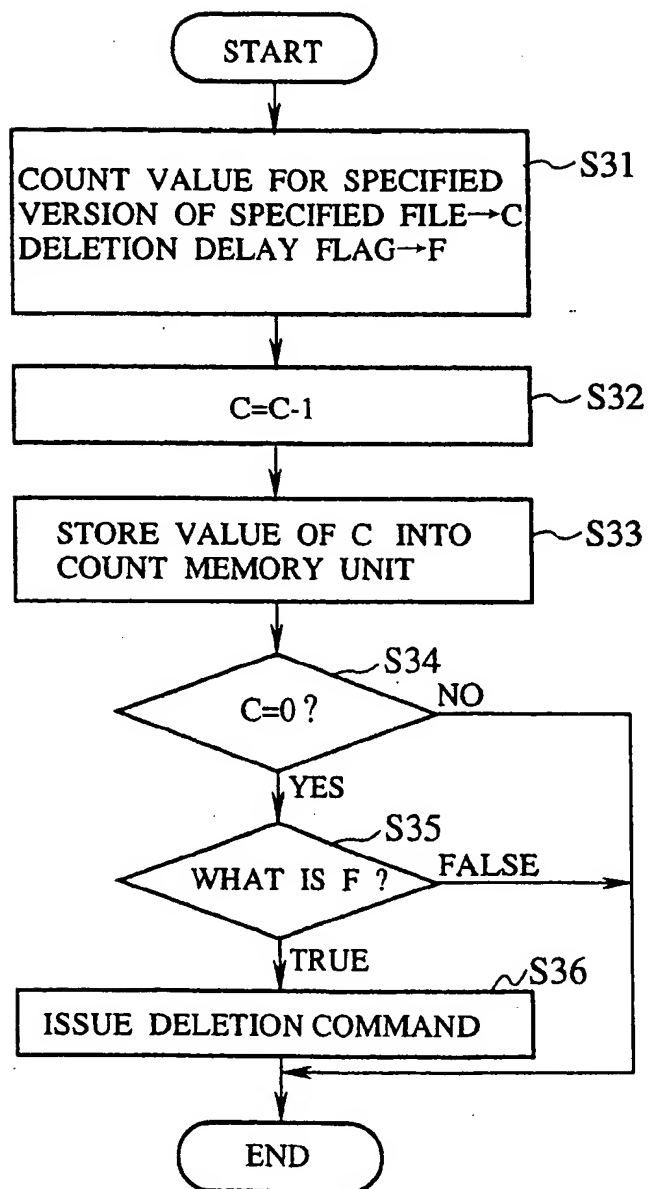 START
COUNT VALUE FOR SPECIFIED
VERSION OF SPECIFIED FILE→C
DELETION DELAY FLAG→F
S31
C=C-1
S32
STORE VALUE OF C INTO
COUNT MEMORY UNIT
S33
S34
C=0?
NO
YES
S35
WHAT IS F ?
FALSE
TRUE
S36
ISSUE DELETION COMMAND
END